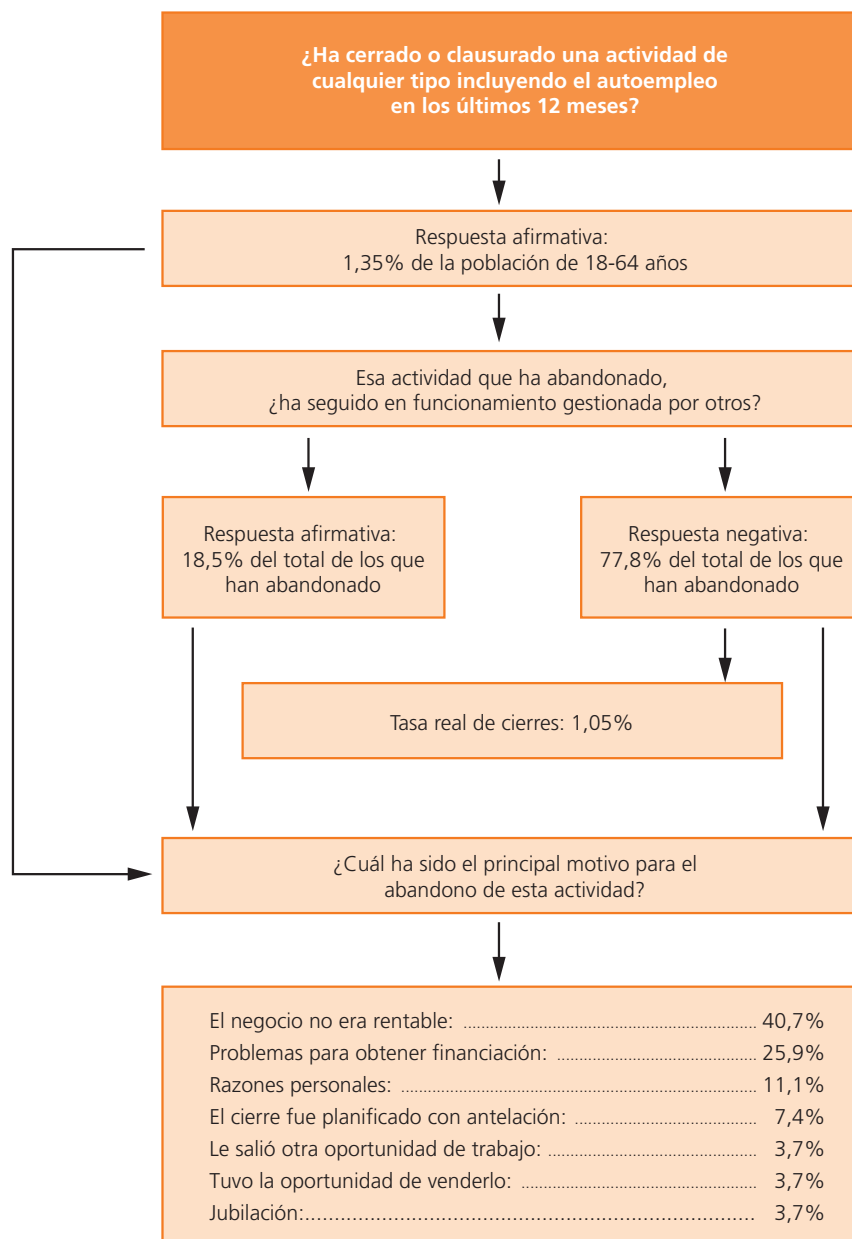 ¿Ha cerrado o clausurado una actividad de
cualquier tipo incluyendo el autoempleo
en los últimos 12 meses?
Respuesta afirmativa:
1,35% de la población de 18-64 años
Esa actividad que ha abandonado,
¿ha seguido en funcionamiento gestionada por otros?
Respuesta afirmativa:
18,5% del total de los que
han abandonado
Respuesta negativa:
77,8% del total de los que
han abandonado
Tasa real de cierres: 1,05%
¿Cuál ha sido el principal motivo para el
abandono de esta actividad?
El negocio no era rentable: ........................ 40,7%
Problemas para obtener financiación: ........................ 25,9%
Razones personales: ........................ 11,1%
El cierre fue planificado con antelación: ........................ 7,4%
Le salió otra oportunidad de trabajo: ........................ 3,7%
Tuvo la oportunidad de venderlo: ........................ 3,7%
Jubilación:........................ 3,7%